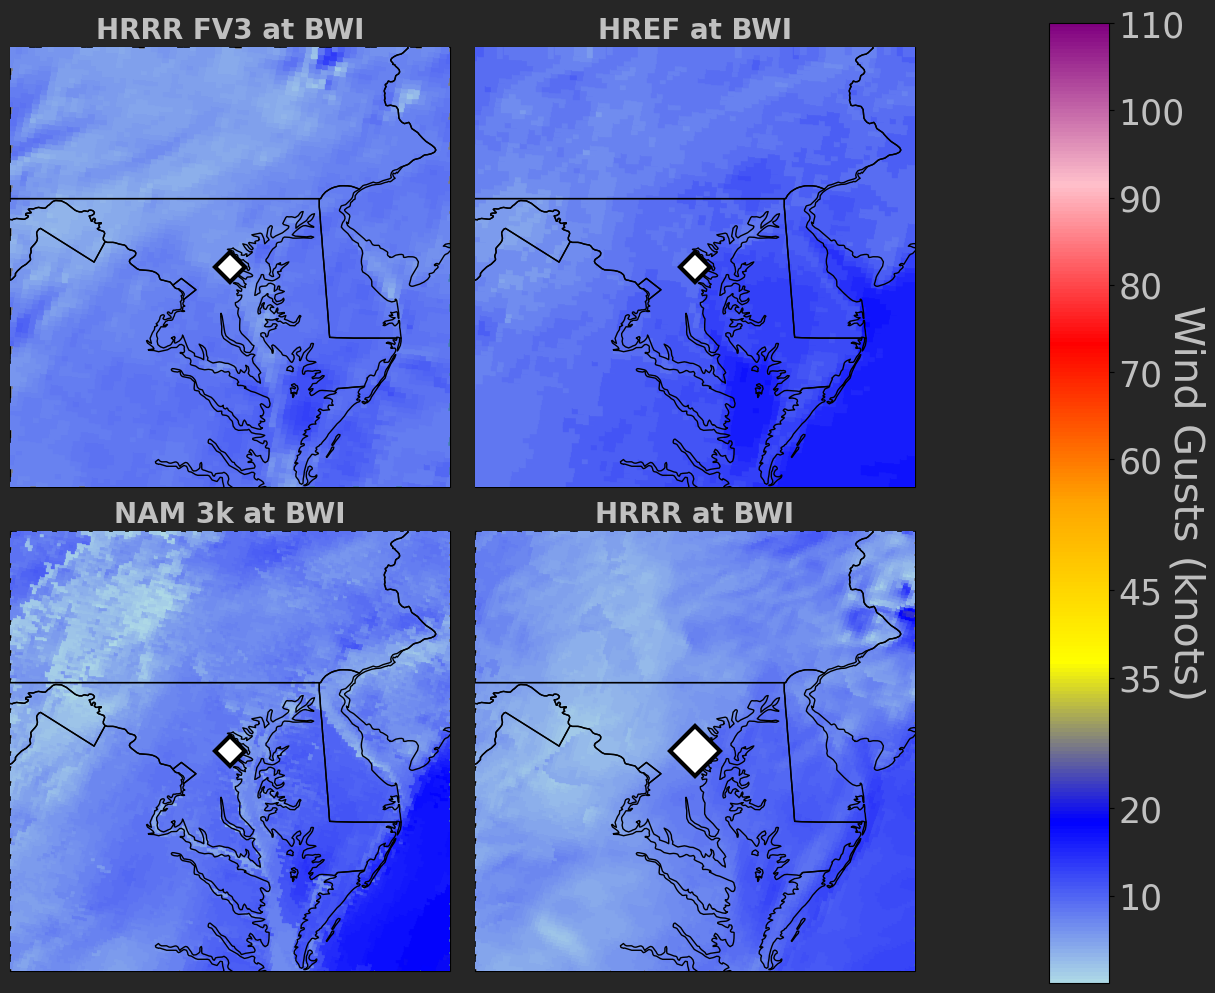 HRRR FV3 at BWI
HREF at BWI
NAM 3k at BWI
HRRR at BWI
110
100
90
80
70
60
45
35
20
10
Wind Gusts (knots)